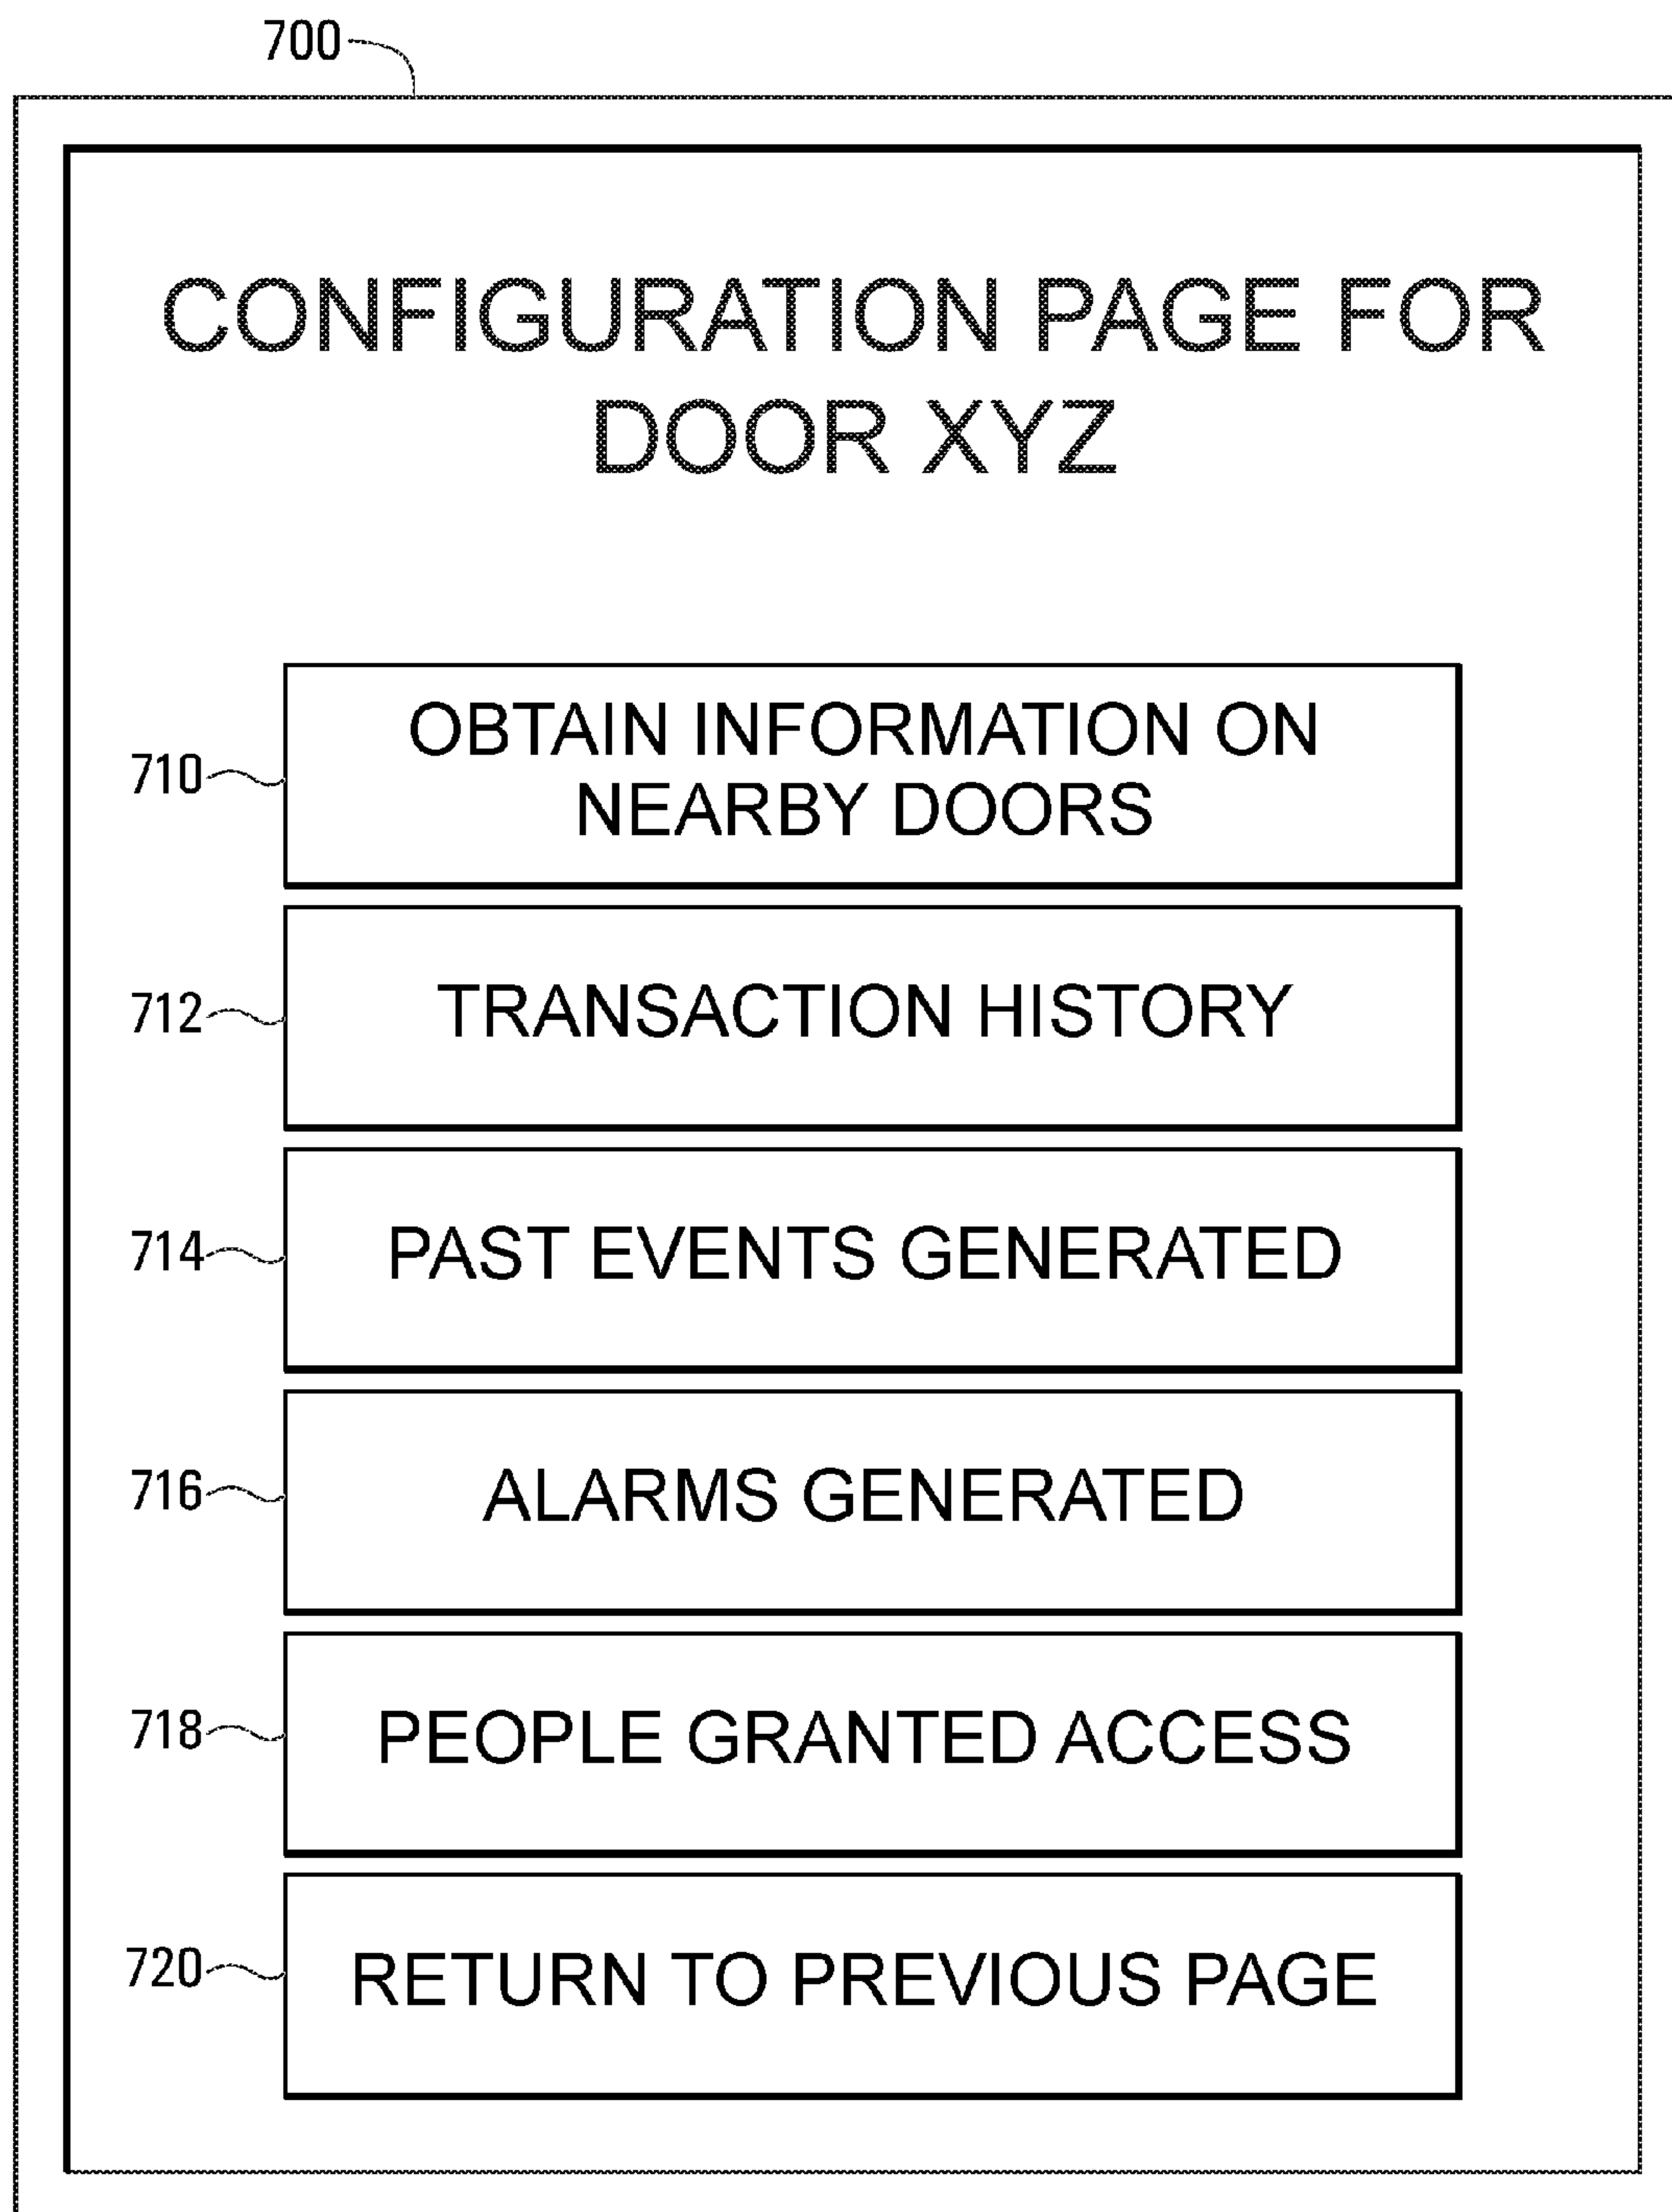 700
CONFIGURATION PAGE FOR
DOOR XYZ
710
OBTAIN INFORMATION ON
NEARBY DOORS
712
TRANSACTION HISTORY
714
PAST EVENTS GENERATED
716
ALARMS GENERATED
718
PEOPLE GRANTED ACCESS
720
RETURN TO PREVIOUS PAGE